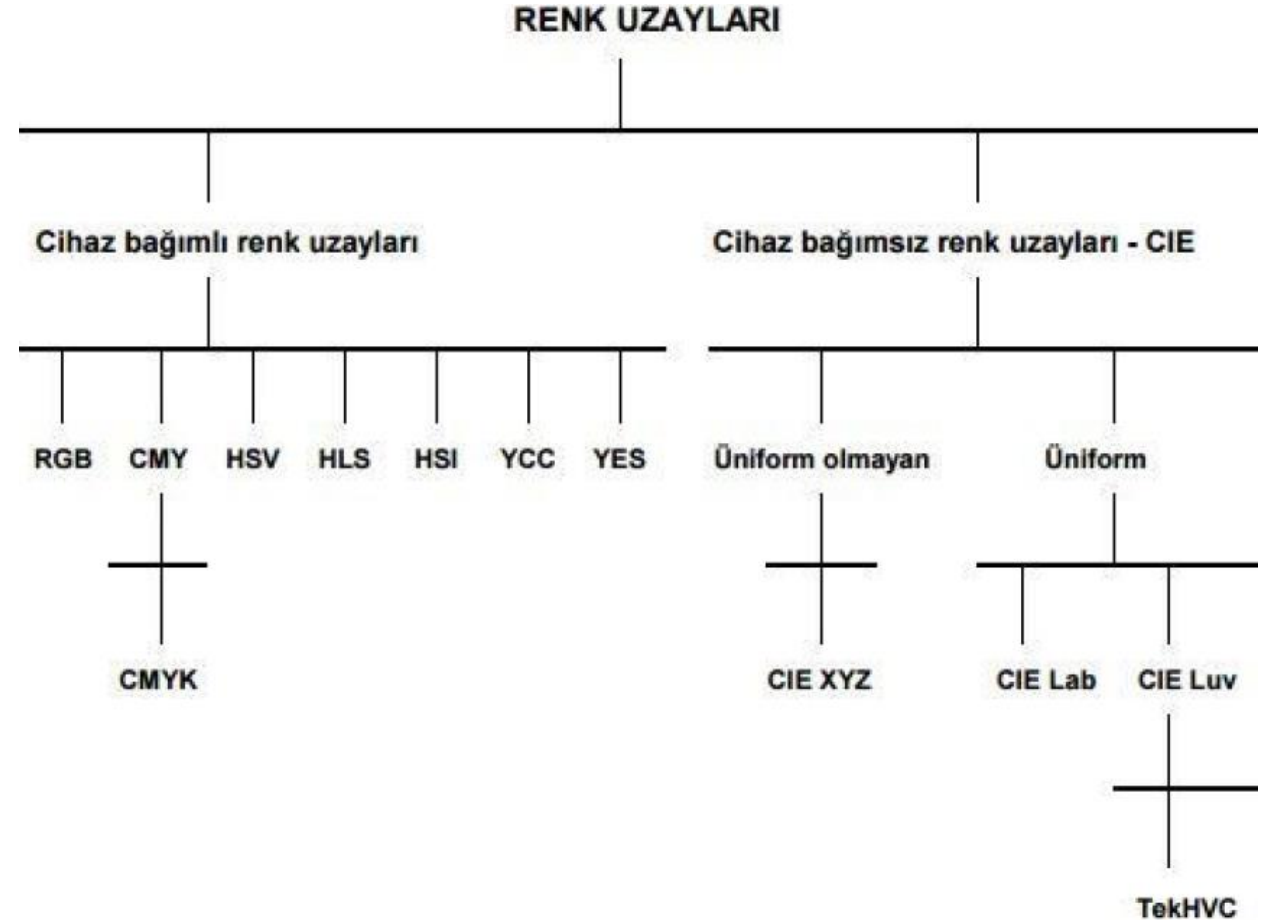 RENK UZAYLARI
Cihaz bağımlı renk uzayları
Cihaz bağımsız renk uzayları - CIE
RGB CMY HSV HLS HSI YCC YES
Üniform olmayan Üniform
CMYK
CIE XYZ CIE Lab CIE Luv
TekHVC